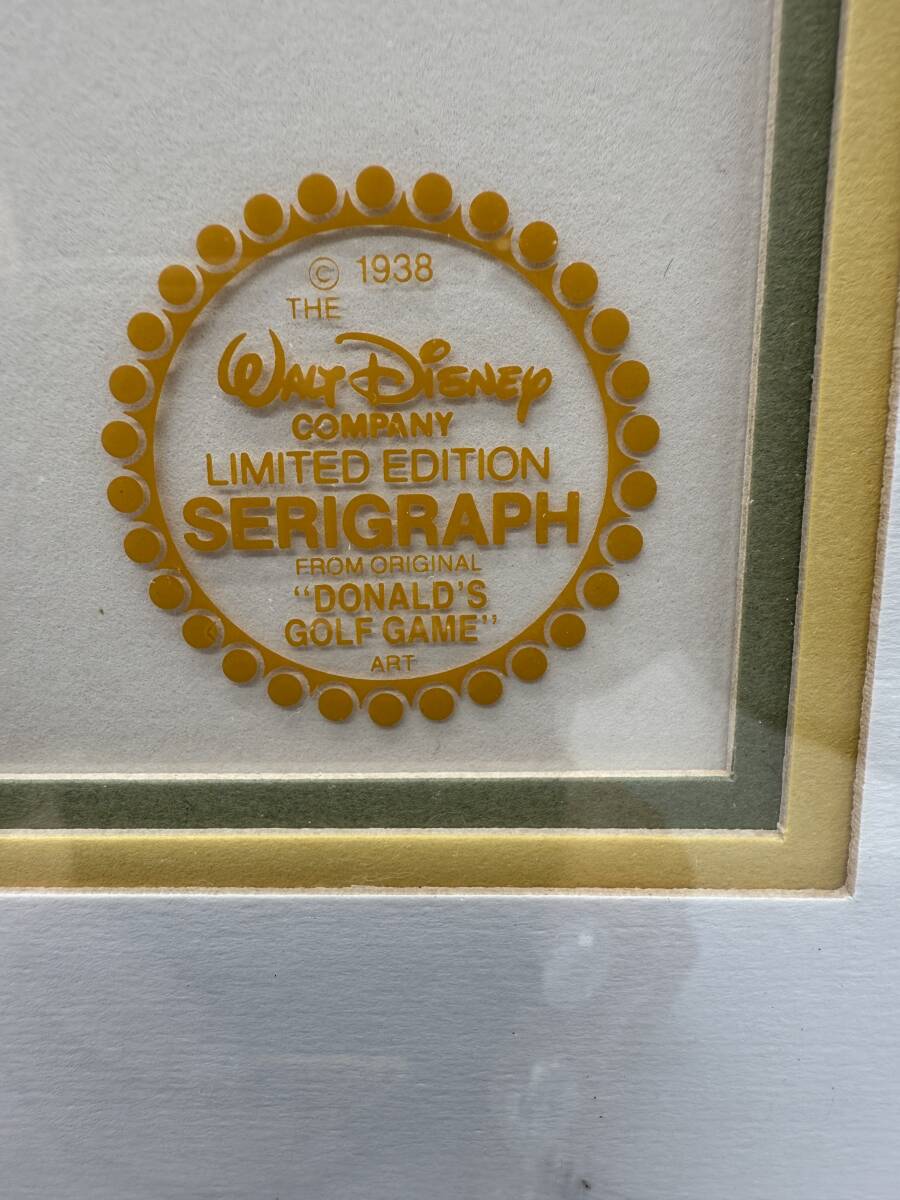 © 1938
THE
WALT DISNEY
COMPANY
LIMITED EDITION
SERIGRAPH
FROM ORIGINAL
"DONALD'S
GOLF GAME"
ART